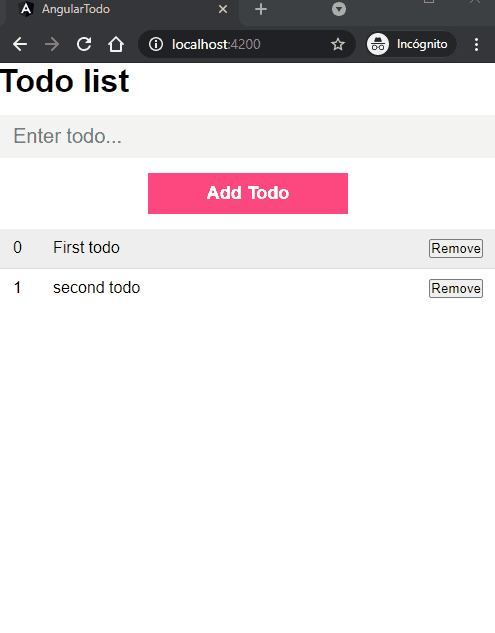 AngularTodo
localhost:4200
Incógnito
Todo list
Enter todo...
Add Todo
0 First todo Remove
1 second todo Remove